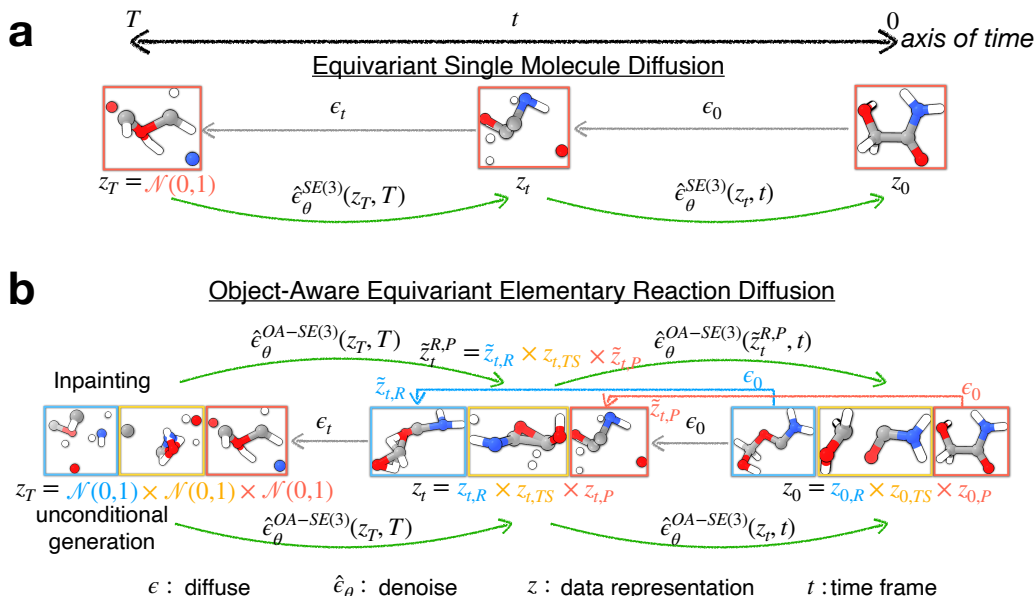 a
T t 0
axis of time
Equivariant Single Molecule Diffusion
ϵ_t ϵ_0
z_T = 𝒩(0,1) z_t z_0
ϵ̂_θ^{SE(3)}(z_T, T) ϵ̂_θ^{SE(3)}(z_t, t)
b
Object-Aware Equivariant Elementary Reaction Diffusion
ϵ̂_θ^{OA−SE(3)}(z_T, T) z̃_t^{R,P} = z̃_{t,R} × z_{t,TS} × z̃_{t,P} ϵ̂_θ^{OA−SE(3)}(z̃_t^{R,P}, t)
Inpainting z̃_{t,R} ϵ_0 ϵ_0
z̃_{t,P}
ϵ_t ϵ_0
z_T = 𝒩(0,1) × 𝒩(0,1) × 𝒩(0,1) z_t = z_{t,R} × z_{t,TS} × z_{t,P} z_0 = z_{0,R} × z_{0,TS} × z_{0,P}
unconditional
generation
ϵ̂_θ^{OA−SE(3)}(z_T, T) ϵ̂_θ^{OA−SE(3)}(z_t, t)
ϵ : diffuse ϵ̂_θ : denoise z : data representation t : time frame